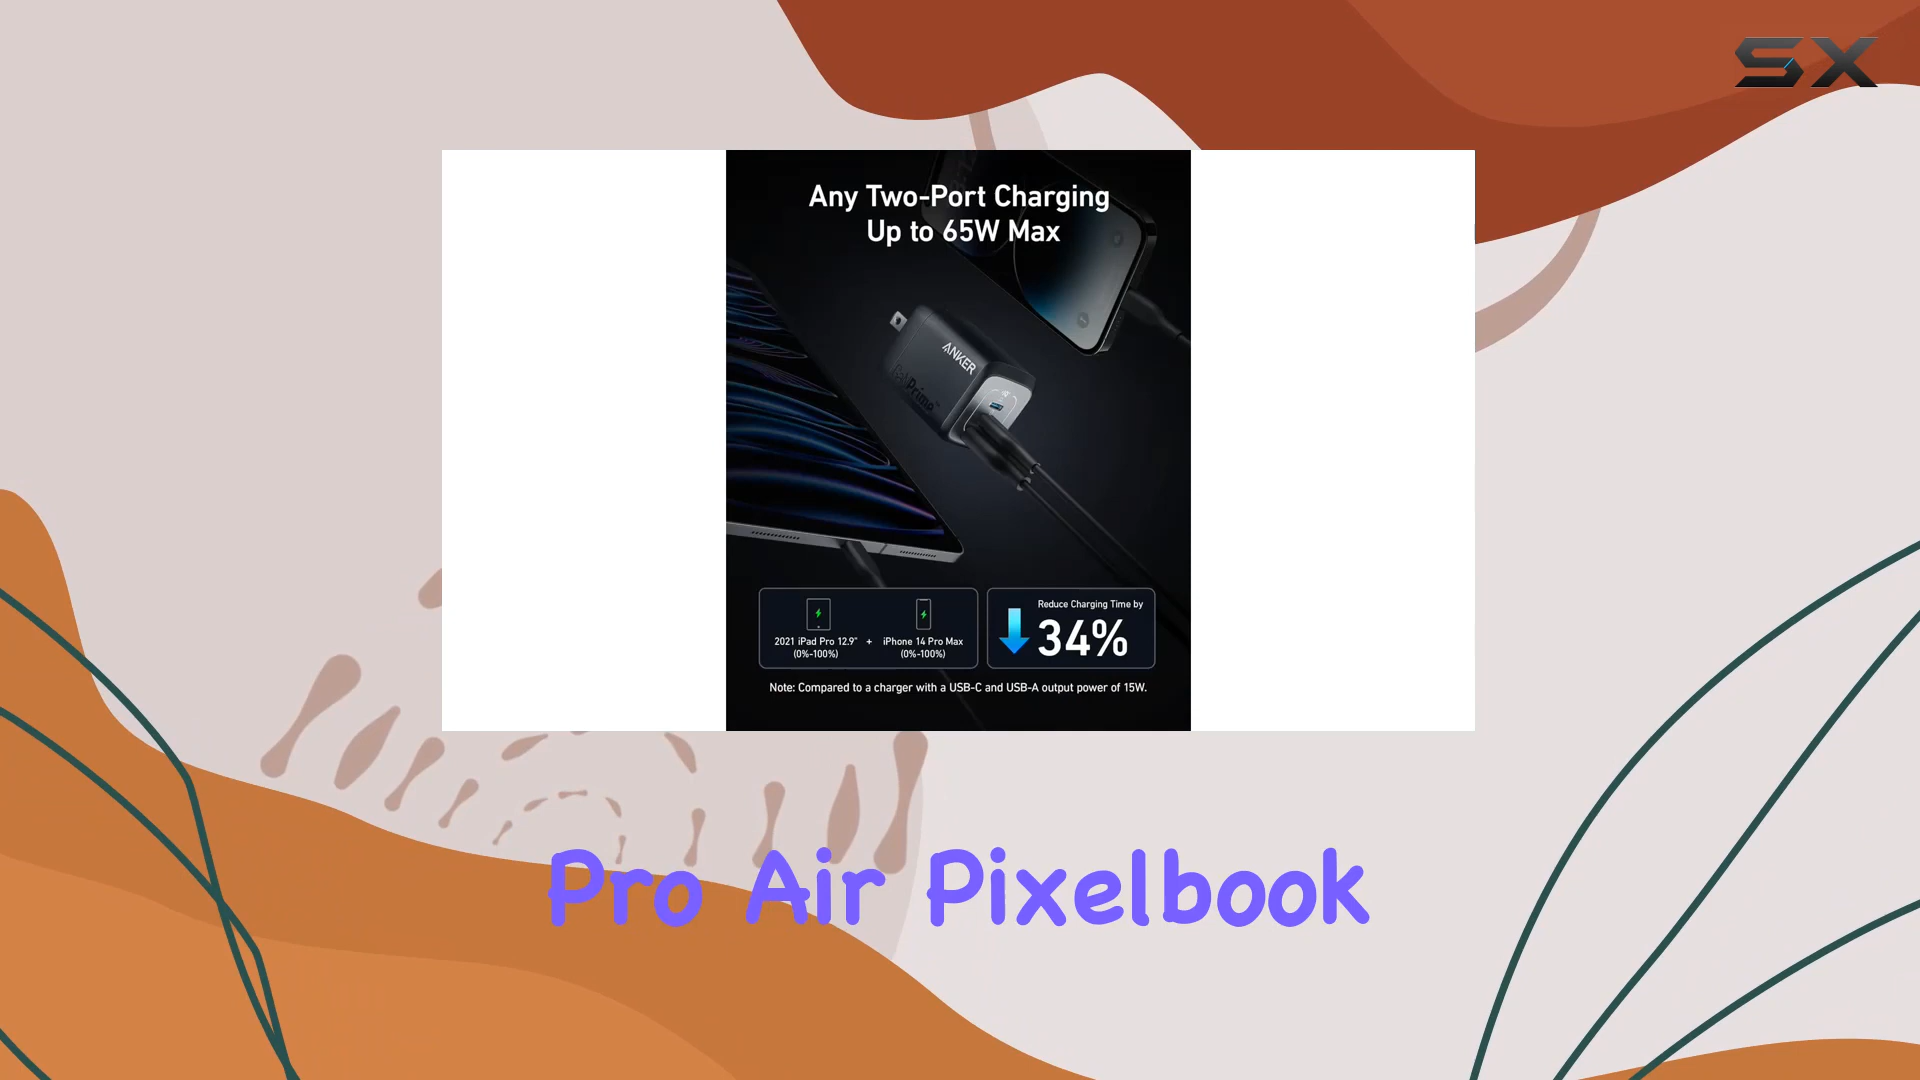 SX
Any Two-Port Charging
Up to 65W Max
ANKER
Prime
2021 iPad Pro 12.9" + iPhone 14 Pro Max
(0%-100%) (0%-100%)
Reduce Charging Time by
34%
Note: Compared to a charger with a USB-C and USB-A output power of 15W.
Pro Air Pixelbook